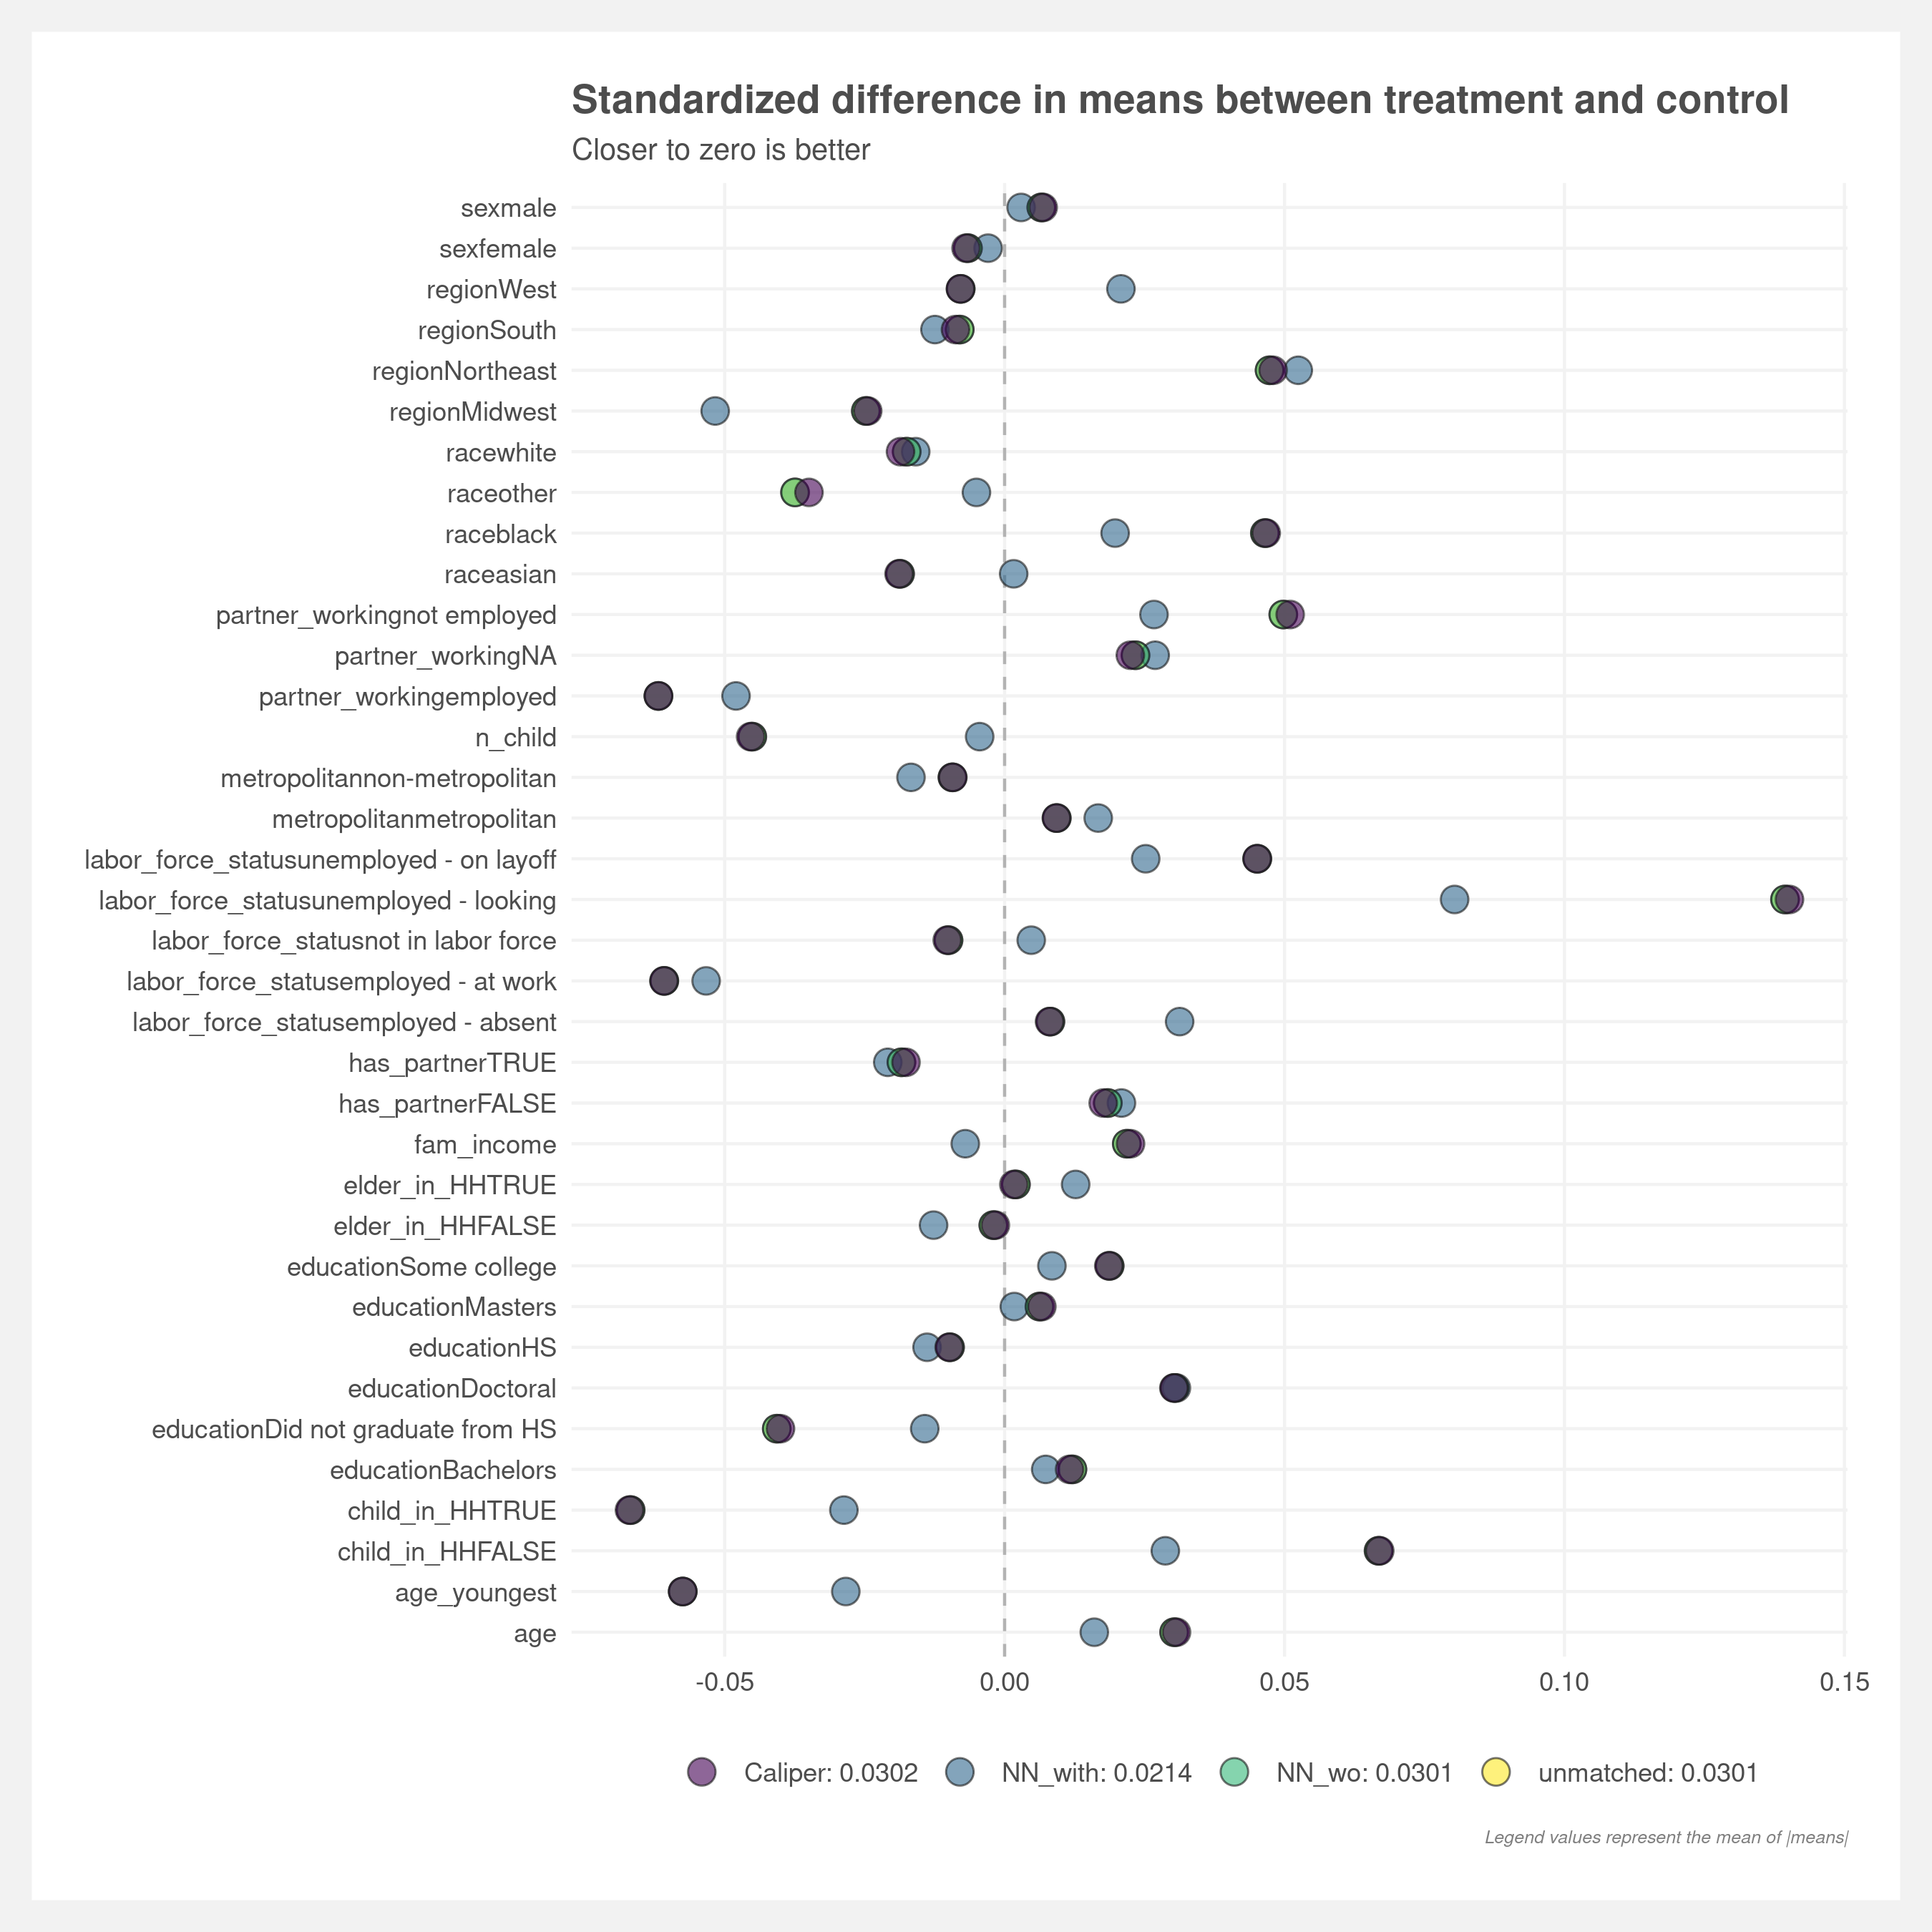 Standardized difference in means between treatment and control
Closer to zero is better
sexmale
sexfemale
regionWest
regionSouth
regionNortheast
regionMidwest
racewhite
raceother
raceblack
raceasian
partner_workingnot employed
partner_workingNA
partner_workingemployed
n_child
metropolitannon-metropolitan
metropolitanmetropolitan
labor_force_statusunemployed - on layoff
labor_force_statusunemployed - looking
labor_force_statusnot in labor force
labor_force_statusemployed - at work
labor_force_statusemployed - absent
has_partnerTRUE
has_partnerFALSE
fam_income
elder_in_HHTRUE
elder_in_HHFALSE
educationSome college
educationMasters
educationHS
educationDoctoral
educationDid not graduate from HS
educationBachelors
child_in_HHTRUE
child_in_HHFALSE
age_youngest
age
-0.05 0.00 0.05 0.10 0.15
Caliper: 0.0302 NN_with: 0.0214 NN_wo: 0.0301 unmatched: 0.0301
Legend values represent the mean of |means|